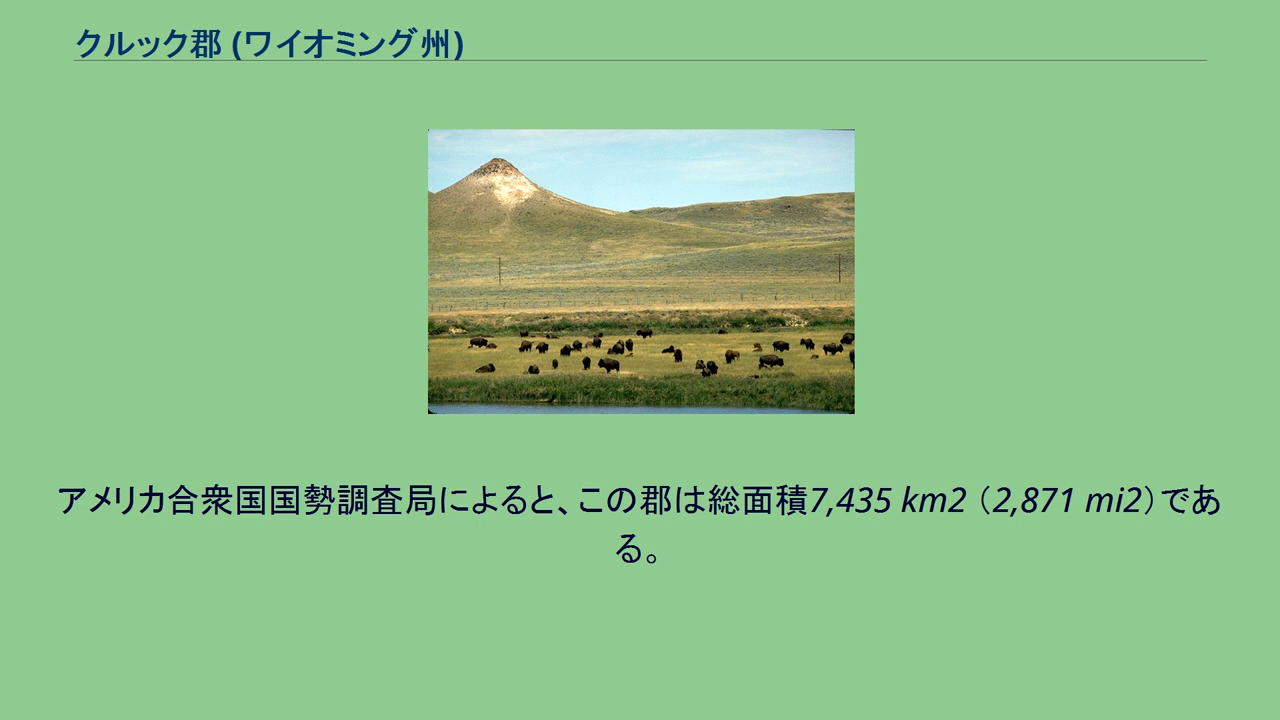 クルック郡 (ワイオミング州)
アメリカ合衆国国勢調査局によると、この郡は総面積7,435 km2 (2,871 mi2)であ
る。